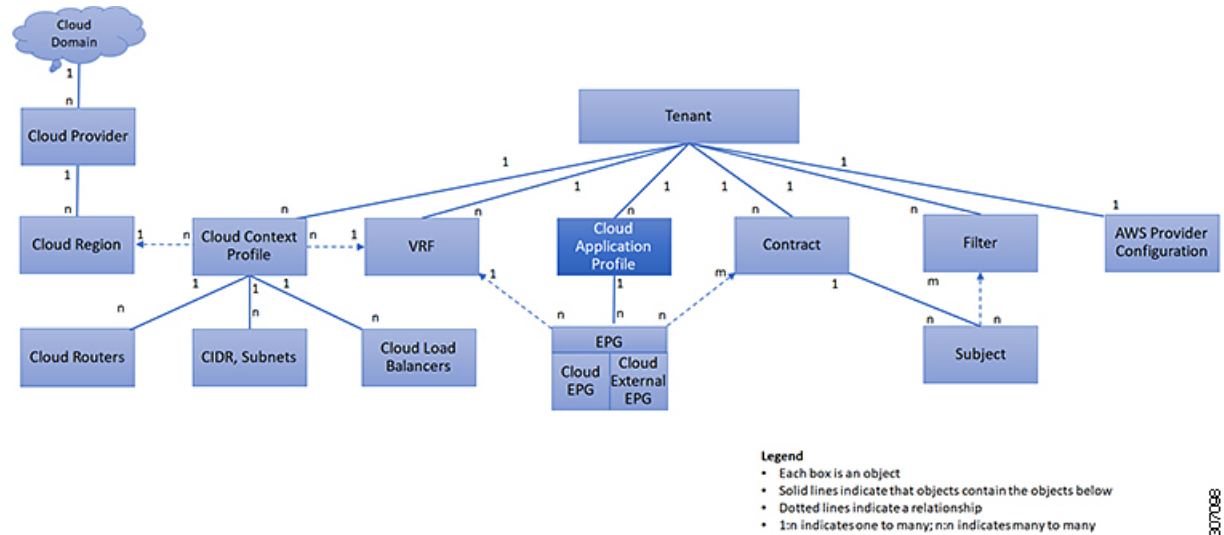 Cloud
Domain
1
n
Cloud Provider
1
n
Cloud Region
Tenant
1
1
1
1
1
1
n
n
n
n
n
1
Cloud Context
Profile
VRF
Cloud
Application
Profile
Contract
Filter
AWS Provider
Configuration
1
n
n
1
1
1
1
n
n
n
Cloud Routers
CIDR, Subnets
Cloud Load
Balancers
1
1
m
n
n
n
EPG
Cloud
EPG
Cloud
External
EPG
1
m
n
n
Subject
Legend
• Each box is an object
• Solid lines indicate that objects contain the objects below
• Dotted lines indicate a relationship
• 1:n indicates one to many; n:n indicates many to many
307098